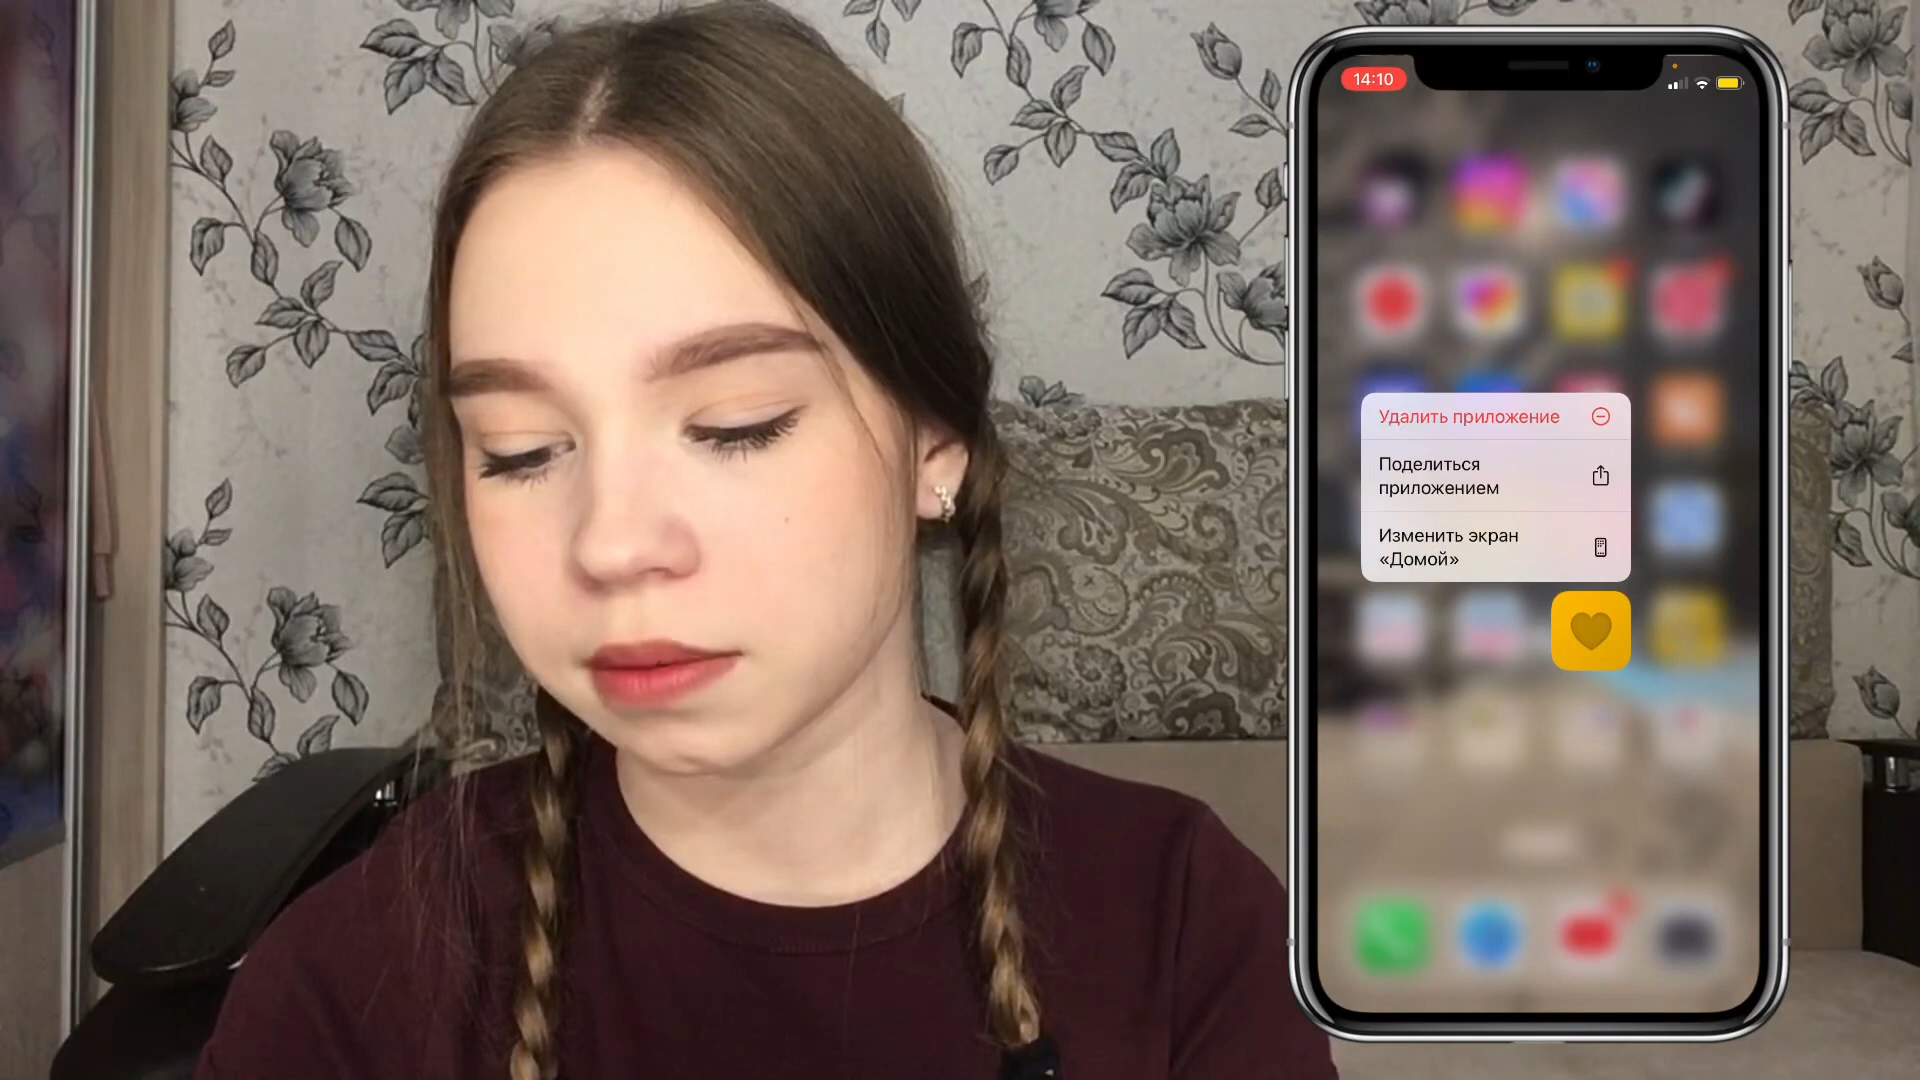 14:10
Удалить приложение
Поделиться
приложением
Изменить экран
«Домой»